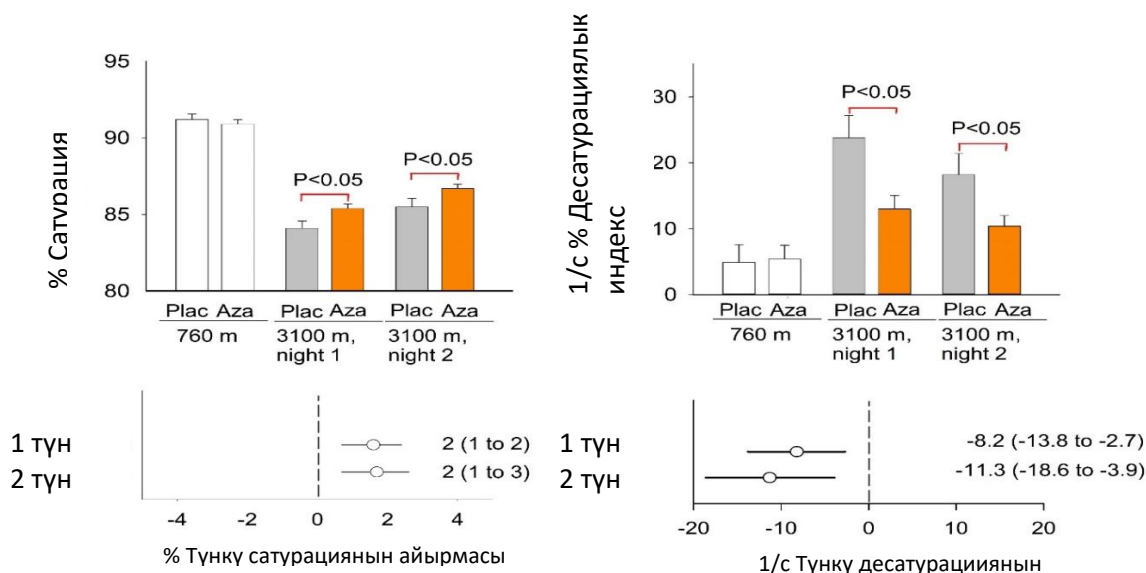 % Сатурация
95
90
85
80
P<0.05
P<0.05
Plac Aza Plac Aza Plac Aza
760 m 3100 m, night 1 3100 m, night 2
1/с % Десатурациялык индекс
30
20
10
0
P<0.05
P<0.05
Plac Aza Plac Aza Plac Aza
760 m 3100 m, night 1 3100 m, night 2
1 түн
2 түн
2 (1 to 2)
2 (1 to 3)
-4 -2 0 2 4
% Түнкү сатурациянын айырмасы
1 түн
2 түн
-8.2 (-13.8 to -2.7)
-11.3 (-18.6 to -3.9)
-20 -10 0 10 20
1/с Түнкү десатурацииянын